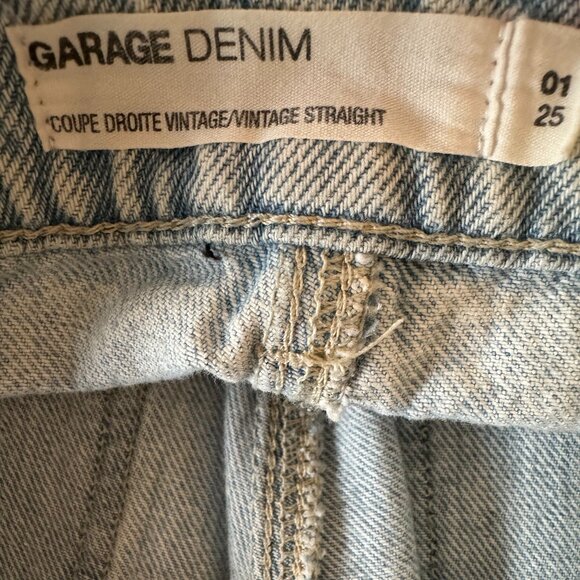 GARAGE DENIM
COUPE DROITE VINTAGE/VINTAGE STRAIGHT
01
25